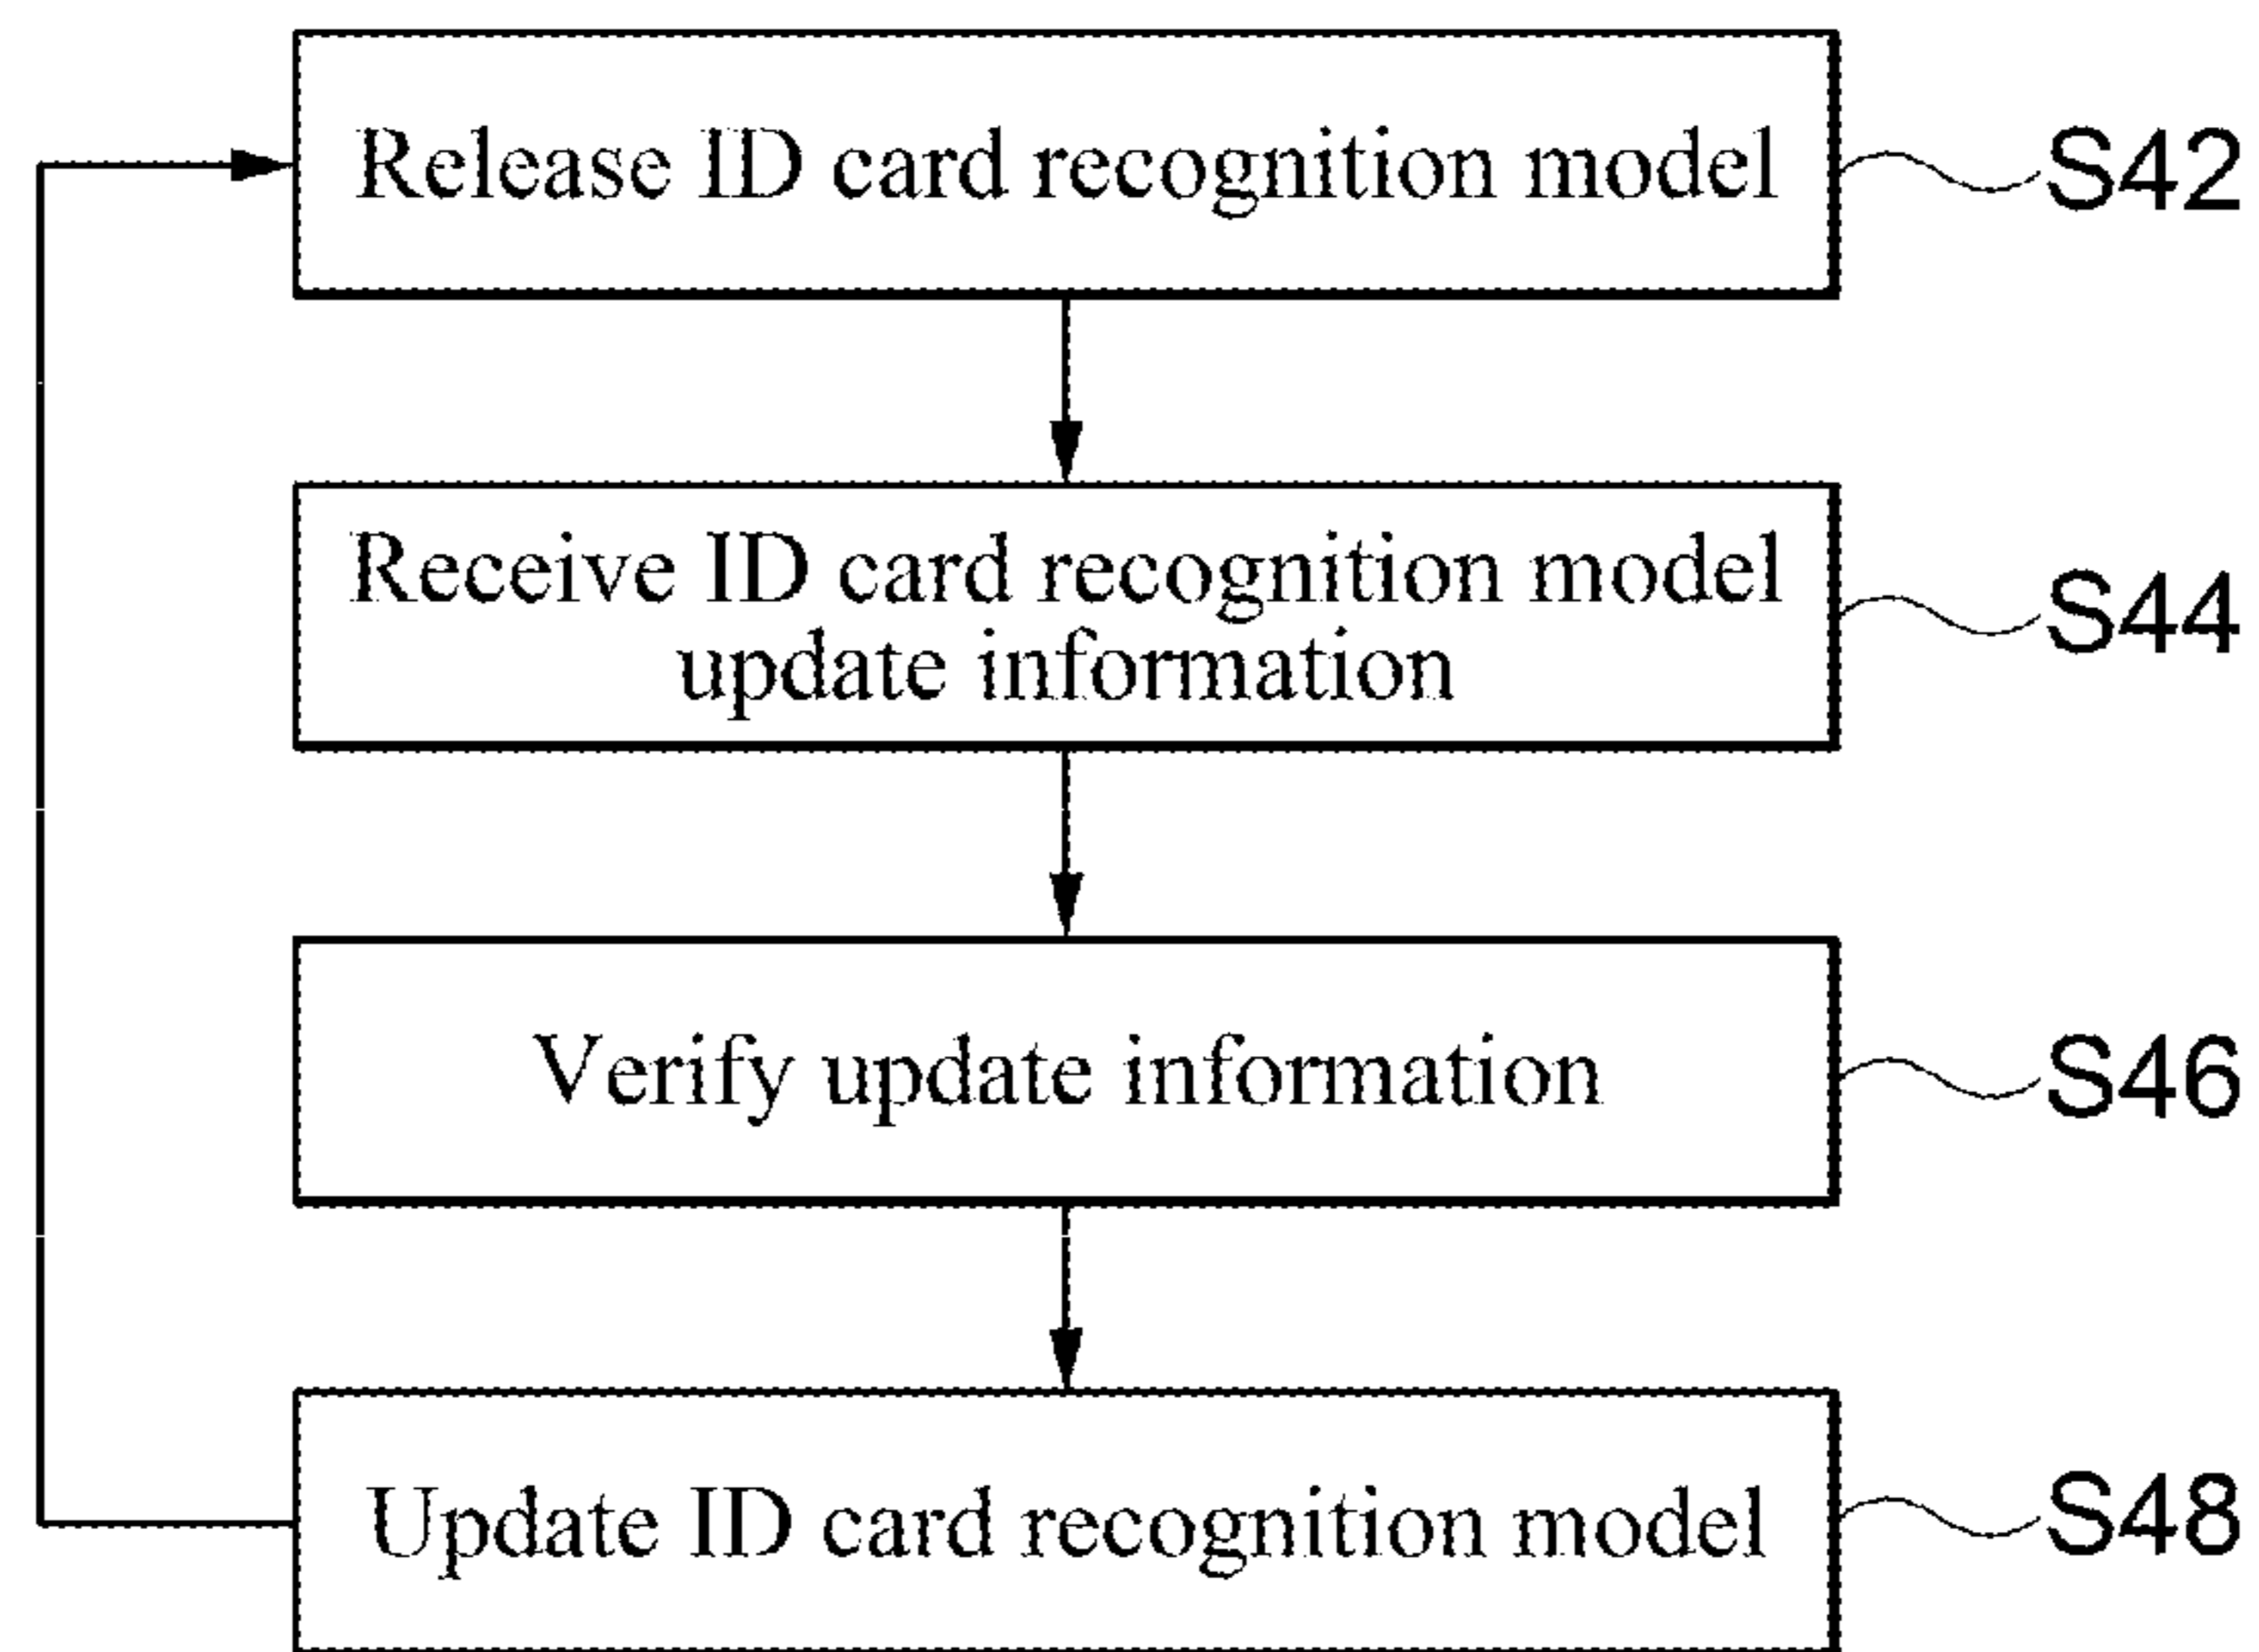 Release ID card recognition model
S42
Receive ID card recognition model
update information
S44
Verify update information
S46
Update ID card recognition model
S48